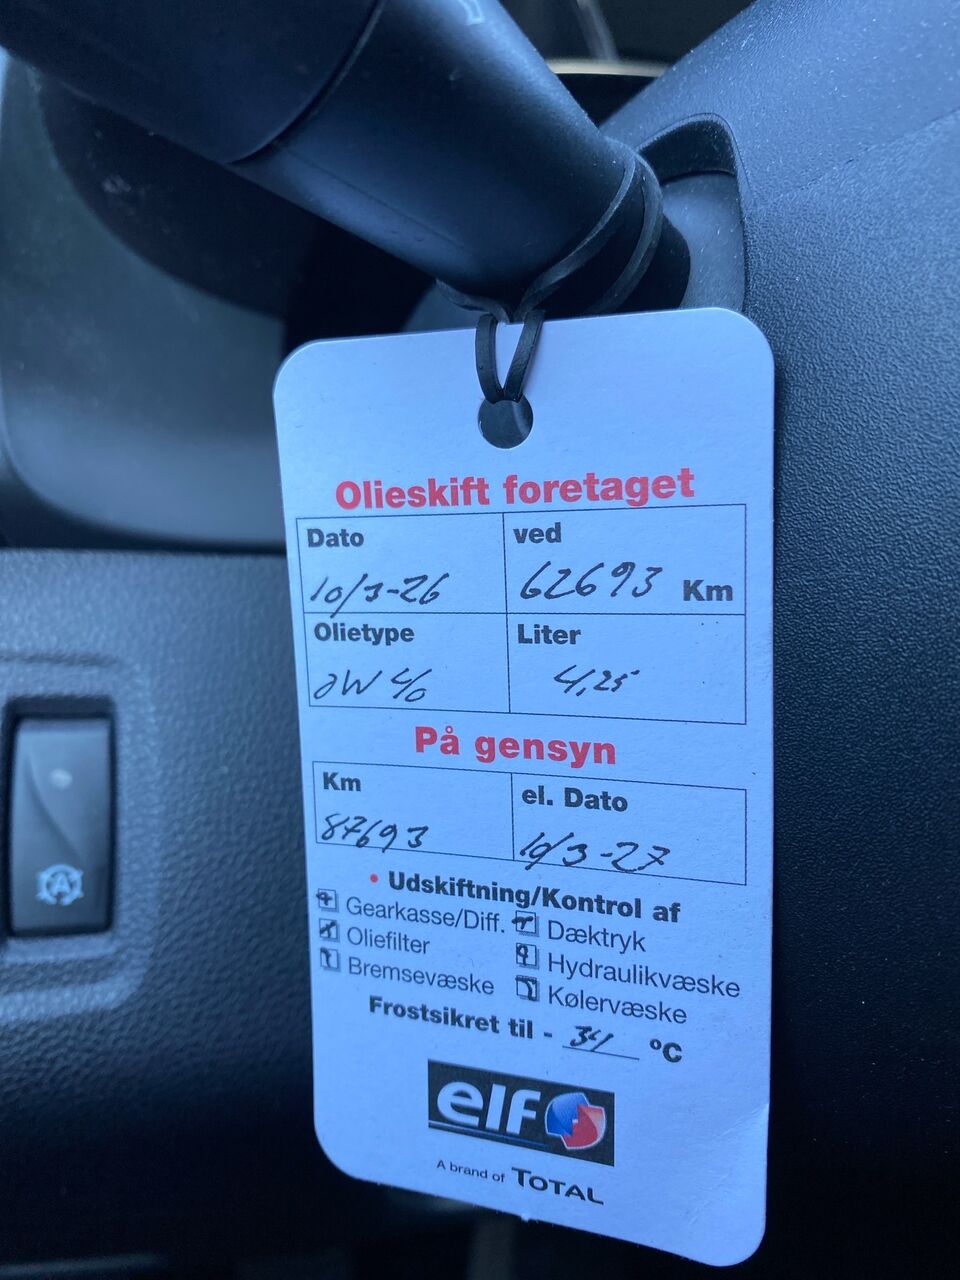 Olieskift foretaget
Dato
ved
10/3-26
62693 Km
Olietype
Liter
0W40
4,25
På gensyn
Km
el. Dato
87693
10/3-27
• Udskiftning/Kontrol af
Gearkasse/Diff.
Dæktryk
Oliefilter
Hydraulikvæske
Bremsevæske
Kølervæske
Frostsikret til - 34 °C
elf
A brand of TOTAL